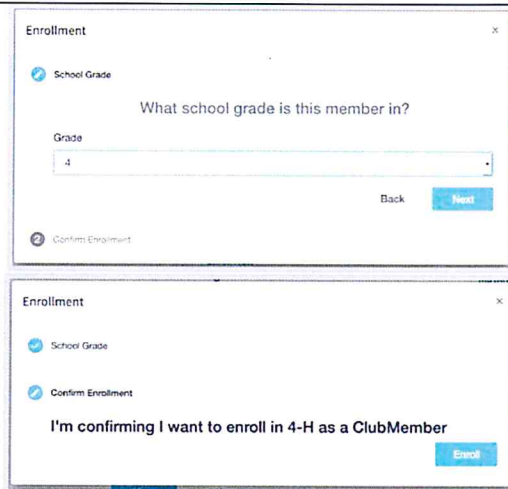 Enrollment
×
School Grade
What school grade is this member in?
Grade
4
Back Next
2 Confirm Enrollment
Enrollment
×
School Grade
Confirm Enrollment
I'm confirming I want to enroll in 4-H as a ClubMember
Enroll